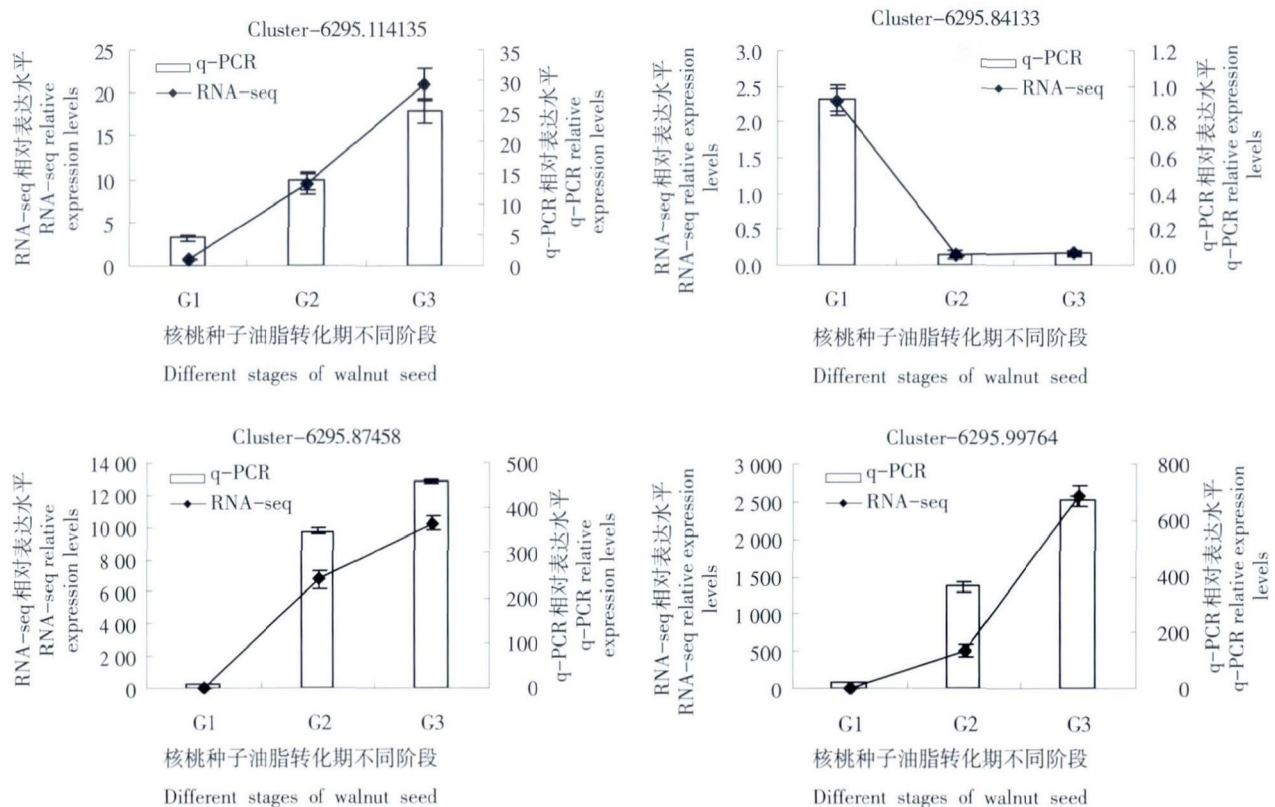 Cluster-6295.114135
RNA-seq 相对表达水平
RNA-seq relative
expression levels
25
20
15
10
5
0
q-PCR
RNA-seq
35
30
25
20
15
10
5
0
q-PCR 相对表达水平
q-PCR relative
expression levels
G1 G2 G3
核桃种子油脂转化期不同阶段
Different stages of walnut seed
Cluster-6295.84133
RNA-seq 相对表达水平
RNA-seq relative expression
levels
3.0
2.5
2.0
1.5
1.0
0.5
0.0
q-PCR
RNA-seq
1.2
1.0
0.8
0.6
0.4
0.2
0.0
q-PCR 相对表达水平
q-PCR relative expression
levels
G1 G2 G3
核桃种子油脂转化期不同阶段
Different stages of walnut seed
Cluster-6295.87458
RNA-seq 相对表达水平
RNA-seq relative
expression levels
14 00
12 00
10 00
8 00
6 00
4 00
2 00
0
q-PCR
RNA-seq
500
400
300
200
100
0
q-PCR 相对表达水平
q-PCR relative
expression levels
G1 G2 G3
核桃种子油脂转化期不同阶段
Different stages of walnut seed
Cluster-6295.99764
RNA-seq 相对表达水平
RNA-seq relative expression
levels
3 000
2 500
2 000
1 500
1 000
500
0
q-PCR
RNA-seq
800
600
400
200
0
q-PCR 相对表达水平
q-PCR relative expression
levels
G1 G2 G3
核桃种子油脂转化期不同阶段
Different stages of walnut seed